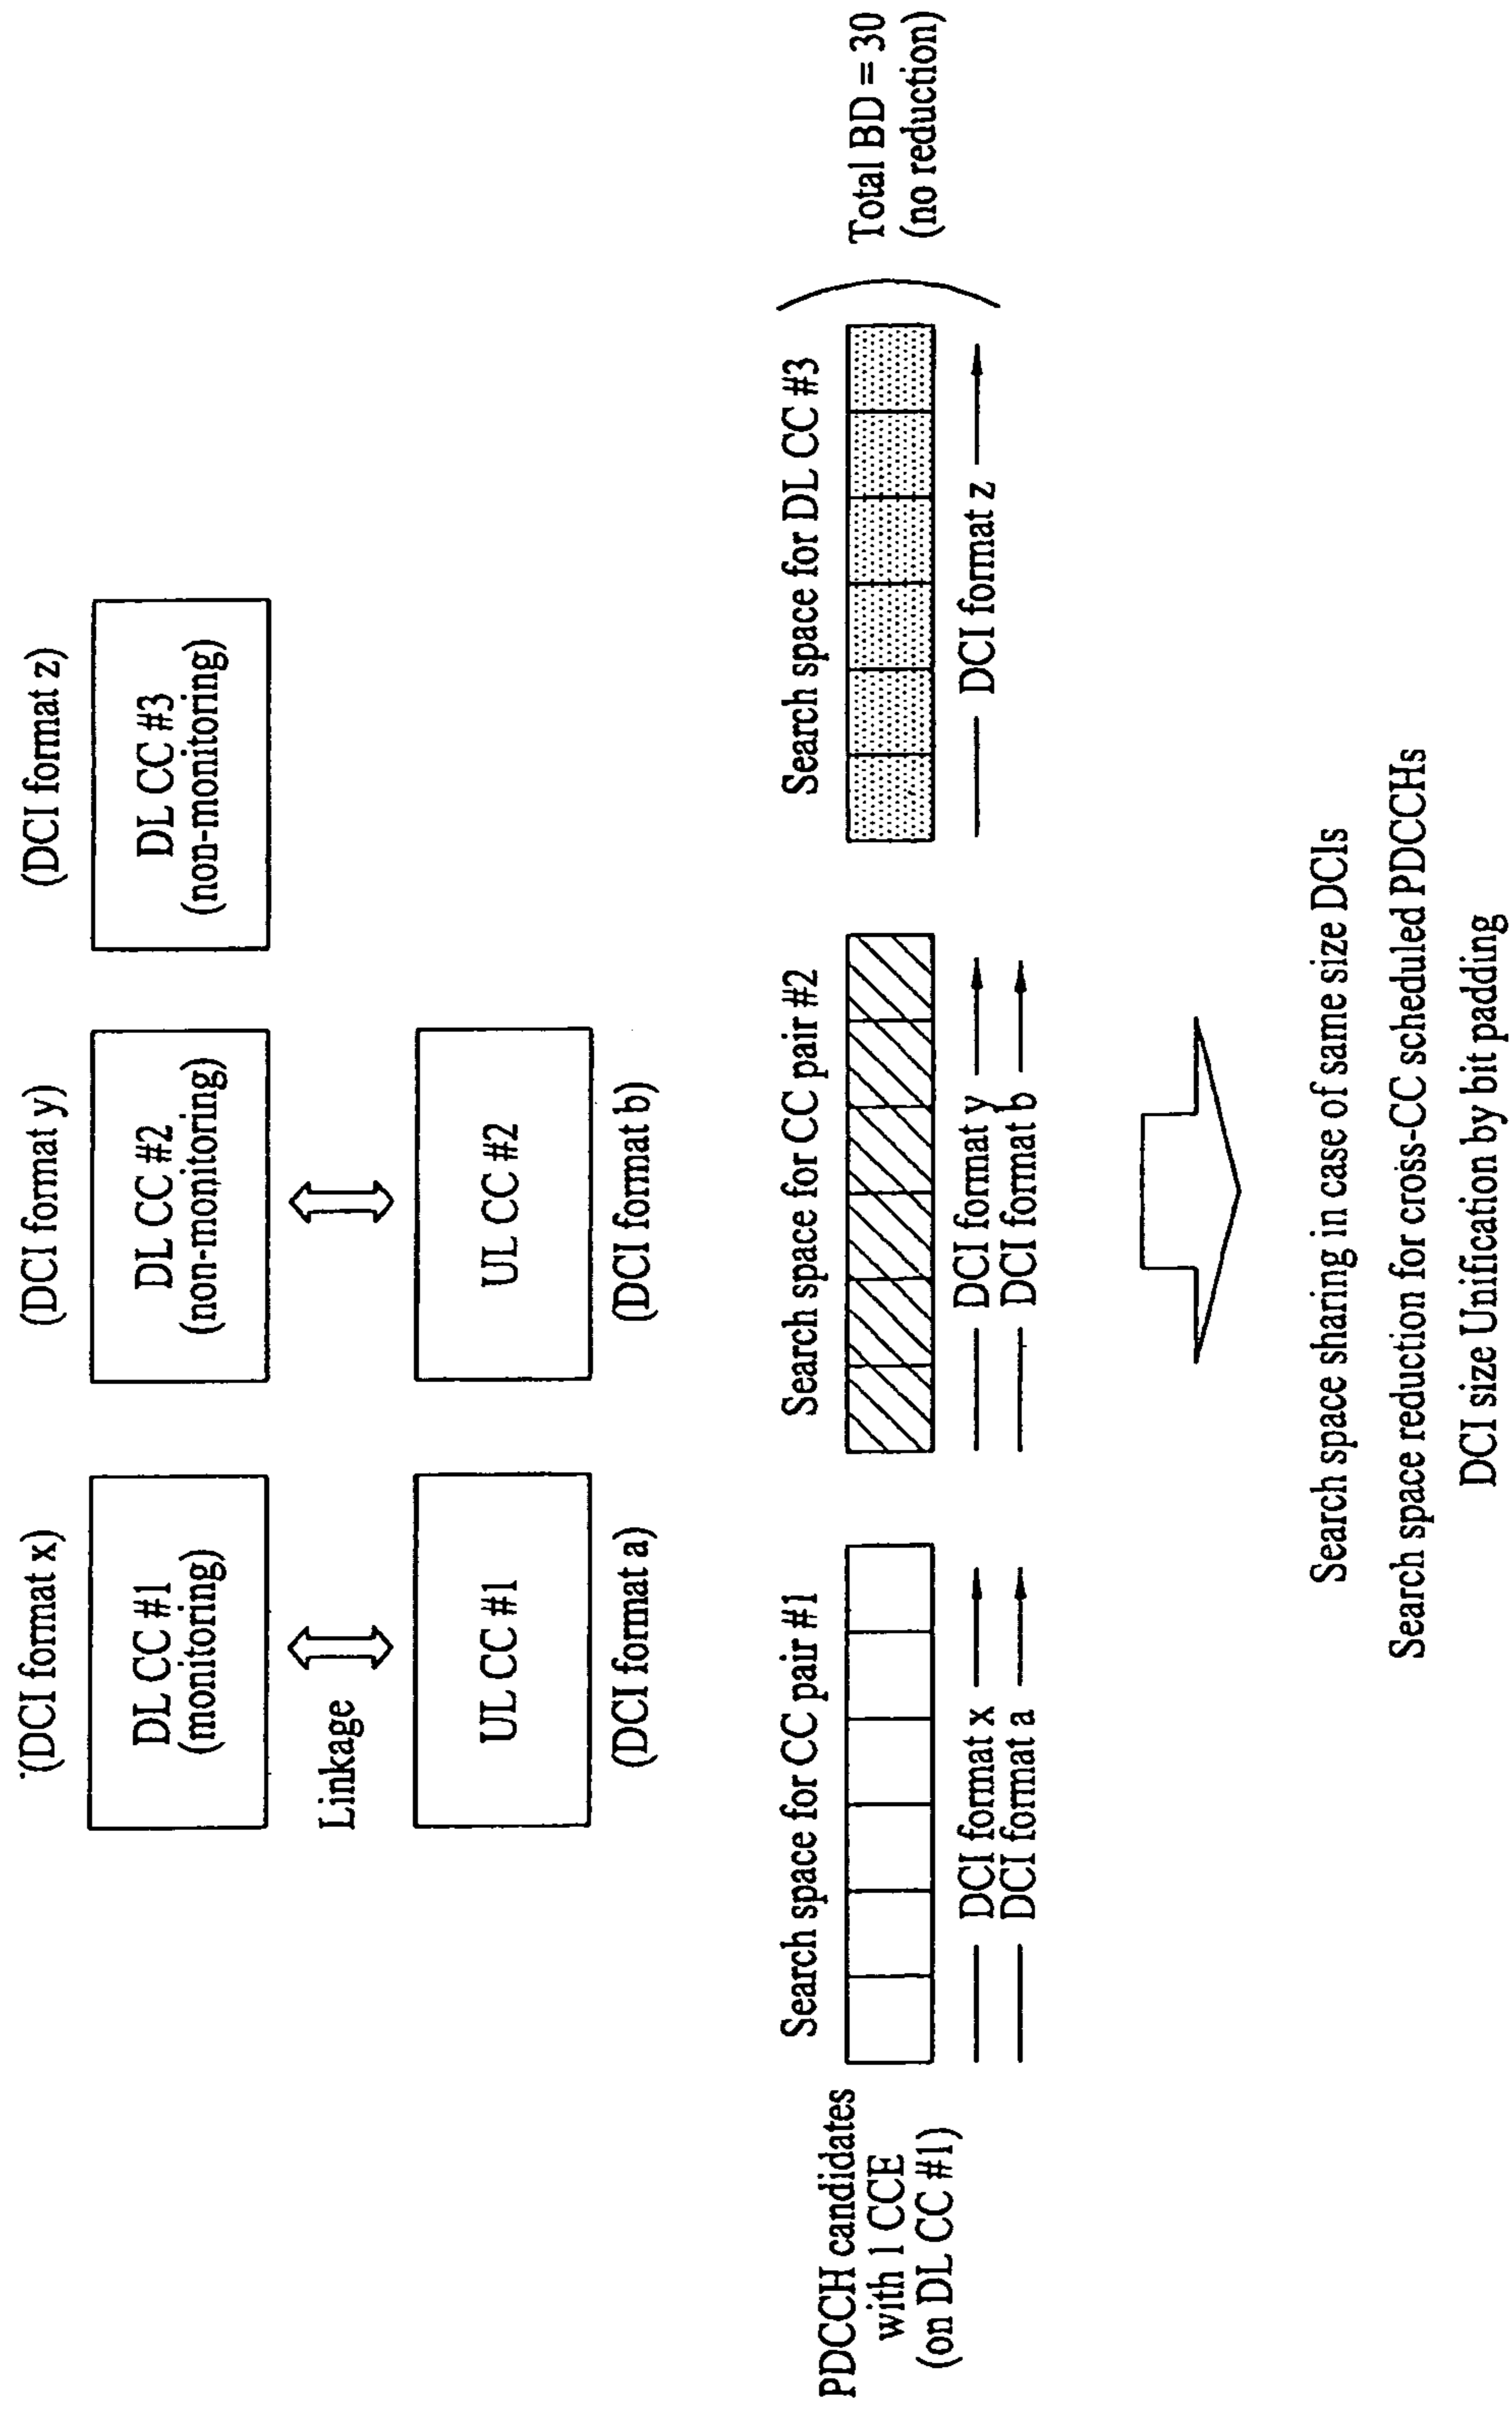 (DCI format x)
(DCI format y)
(DCI format z)
DL CC #1
(monitoring)
DL CC #2
(non-monitoring)
DL CC #3
(non-monitoring)
Linkage
UL CC #1
UL CC #2
(DCI format a)
(DCI format b)
Search space for CC pair #1
Search space for CC pair #2
Search space for DL CC #3
PDCCH candidates
with 1 CCE
(on DL CC #1)
Total BD = 30
(no reduction)
DCI format x
DCI format a
DCI format y
DCI format b
DCI format z
Search space sharing in case of same size DCIs
Search space reduction for cross-CC scheduled PDCCHs
DCI size Unification by bit padding